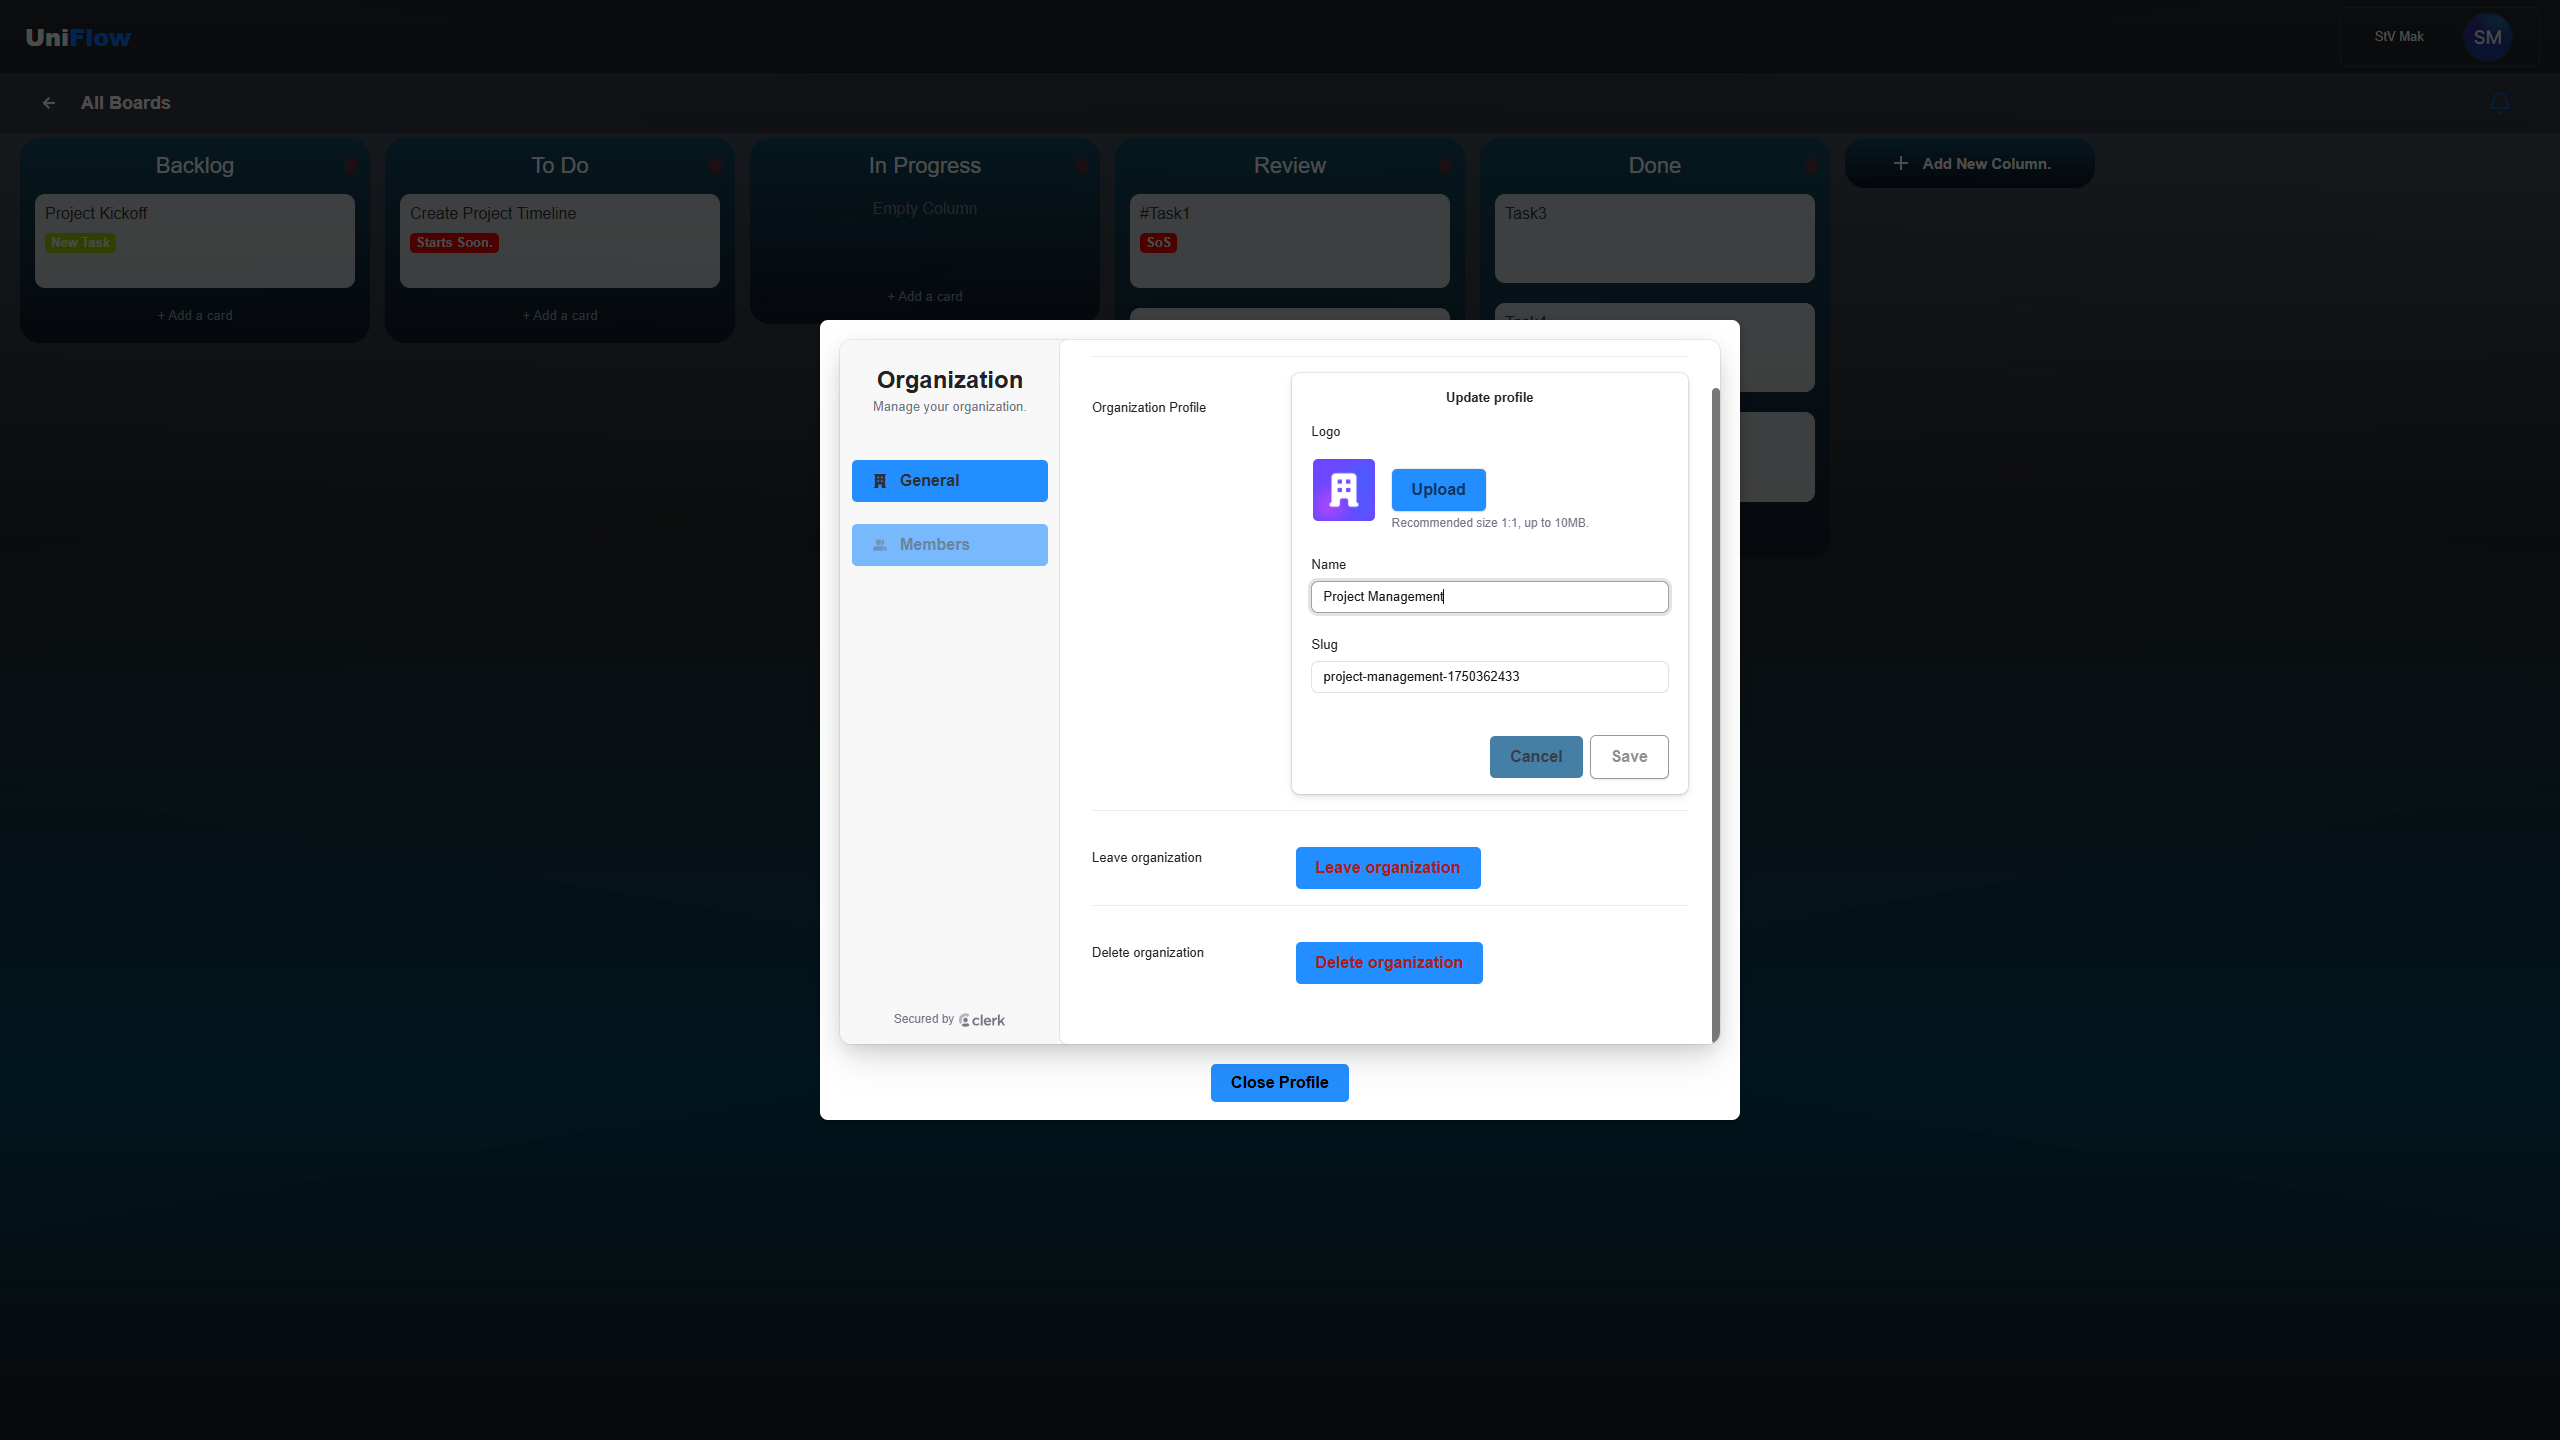 UniFlow
StV Mak
SM
All Boards
Backlog
Project Kickoff
New Task
+ Add a card
To Do
Create Project Timeline
Starts Soon.
+ Add a card
In Progress
Empty Column
+ Add a card
Review
#Task1
SoS
Done
Task3
Task4
Add New Column.
Organization
Manage your organization.
General
Members
Secured by clerk
Organization Profile
Update profile
Logo
Upload
Recommended size 1:1, up to 10MB.
Name
Project Management
Slug
project-management-1750362433
Cancel
Save
Leave organization
Leave organization
Delete organization
Delete organization
Close Profile